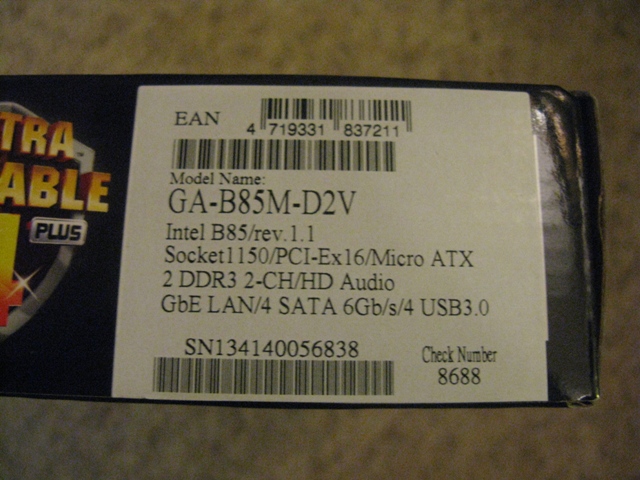 TRA
ABLE
4
PLUS
EAN
4 719331 837211
Model Name:
GA-B85M-D2V
Intel B85/rev.1.1
Socket1150/PCI-Ex16/Micro ATX
2 DDR3 2-CH/HD Audio
GbE LAN/4 SATA 6Gb/s/4 USB3.0
SN134140056838
Check Number
8688